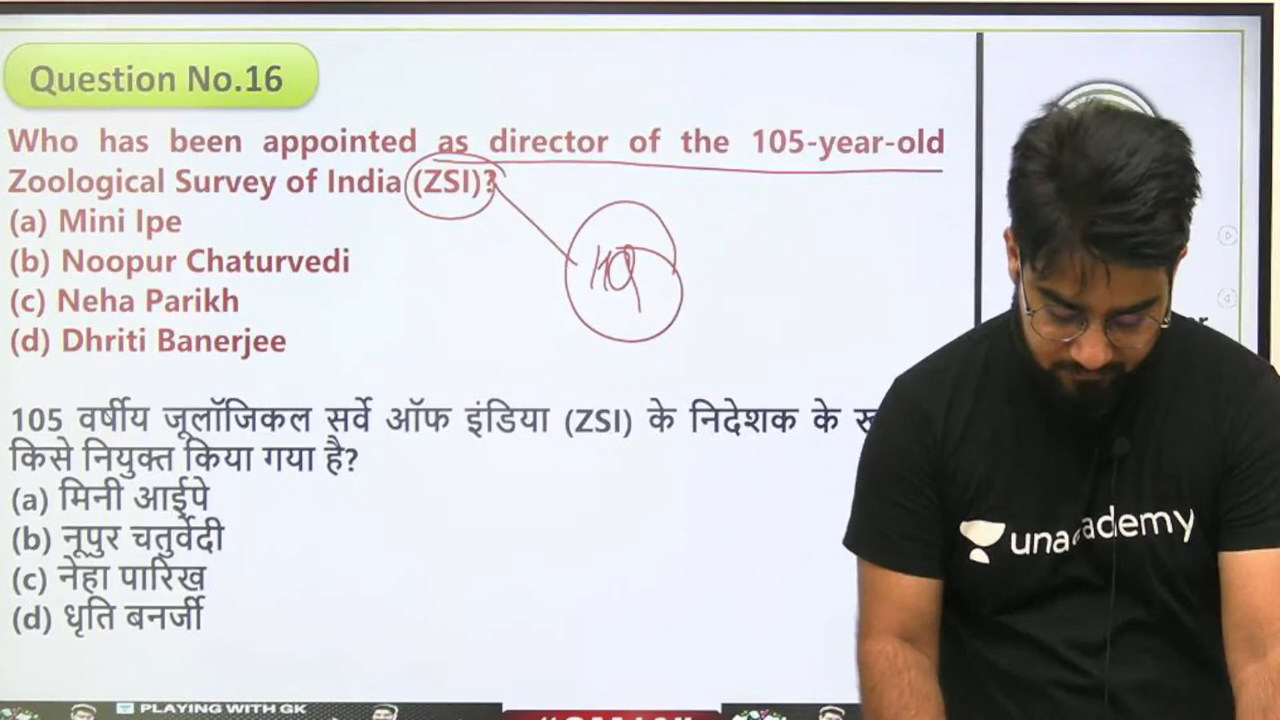 Question No.16
Who has been appointed as director of the 105-year-old
Zoological Survey of India (ZSI)?
HQ
(a) Mini Ipe
(b) Noopur Chaturvedi
(c) Neha Parikh
(d) Dhriti Banerjee
105 वर्षीय जूलॉजिकल सर्वे ऑफ इंडिया (ZSI) के निदेशक के
किसे नियुक्त किया गया है?
(a) मिनी आईपे
(b) नूपुर चतुर्वेदी
(c) नेहा पारिख
(d) धृति बनर्जी
unacademy
PLAYING WITH GK